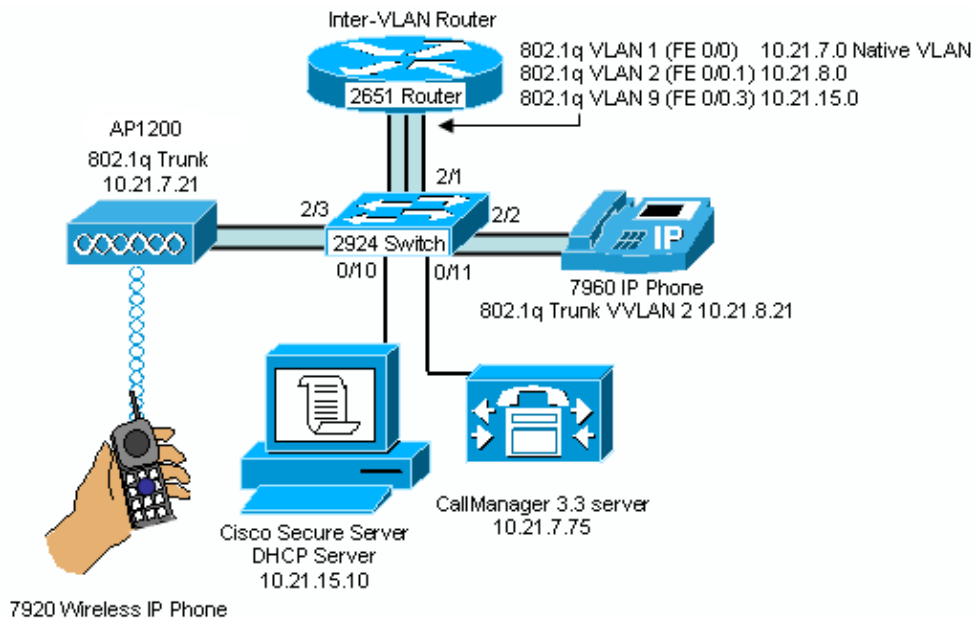 Inter-VLAN Router
802.1q VLAN 1 (FE 0/0) 10.21.7.0 Native VLAN
802.1q VLAN 2 (FE 0/0.1) 10.21.8.0
802.1q VLAN 9 (FE 0/0.3) 10.21.15.0
2651 Router
AP1200
802.1q Trunk
10.21.7.21
2/1
2/3
2/2
2924 Switch
0/10
0/11
IP
7960 IP Phone
802.1q Trunk VVLAN 2 10.21.8.21
CallManager 3.3 server
10.21.7.75
Cisco Secure Server
DHCP Server
10.21.15.10
7920 Wireless IP Phone